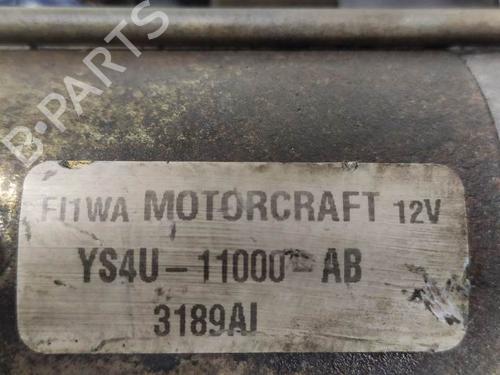 B-PARTS
FI1WA MOTORCRAFT 12V
YS4U-11000-AB
3189AI